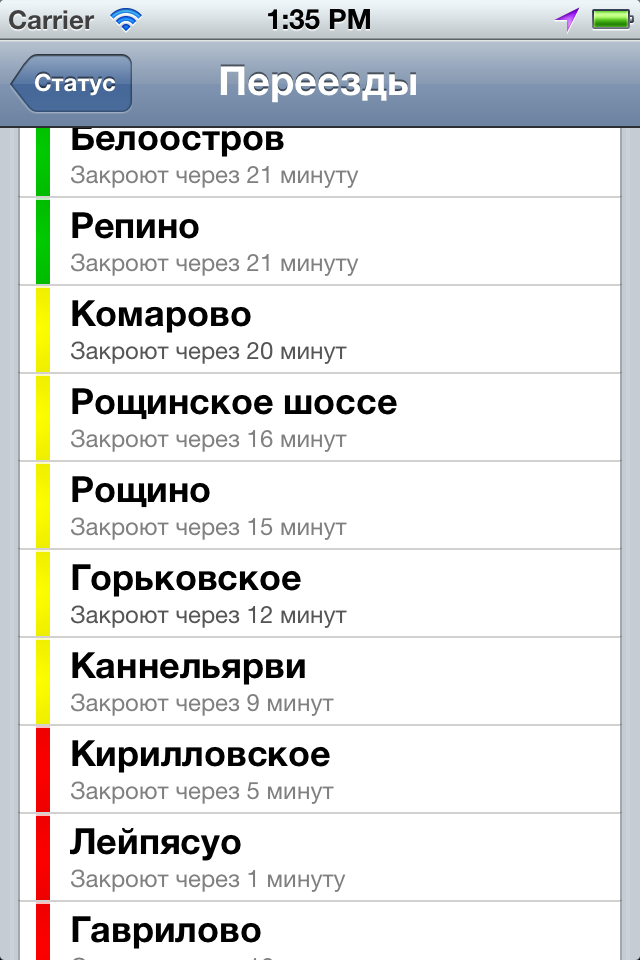 Carrier 1:35 PM
Статус
Переезды
Белоостров
Закроют через 21 минуту
Репино
Закроют через 21 минуту
Комарово
Закроют через 20 минут
Рощинское шоссе
Закроют через 16 минут
Рощино
Закроют через 15 минут
Горьковское
Закроют через 12 минут
Каннельярви
Закроют через 9 минут
Кирилловское
Закроют через 5 минут
Лейпясуо
Закроют через 1 минуту
Гаврилово